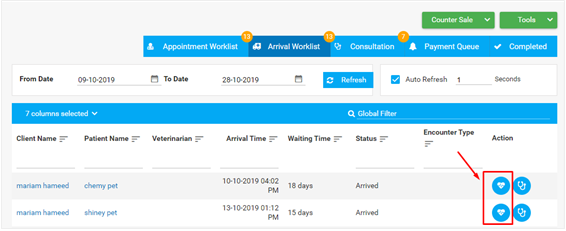 Counter Sale Tools
13 12 7
Appointment Worklist Arrival Worklist Consultation Payment Queue Completed
From Date 09-10-2019 To Date 28-10-2019 Refresh Auto Refresh 1 Seconds
7 columns selected Global Filter
Client Name Patient Name Veterinarian Arrival Time Waiting Time Status Encounter Type Action
mariam hameed chemy pet 10-10-2019 04:02 PM 18 days Arrived
mariam hameed shiney pet 13-10-2019 01:12 PM 15 days Arrived